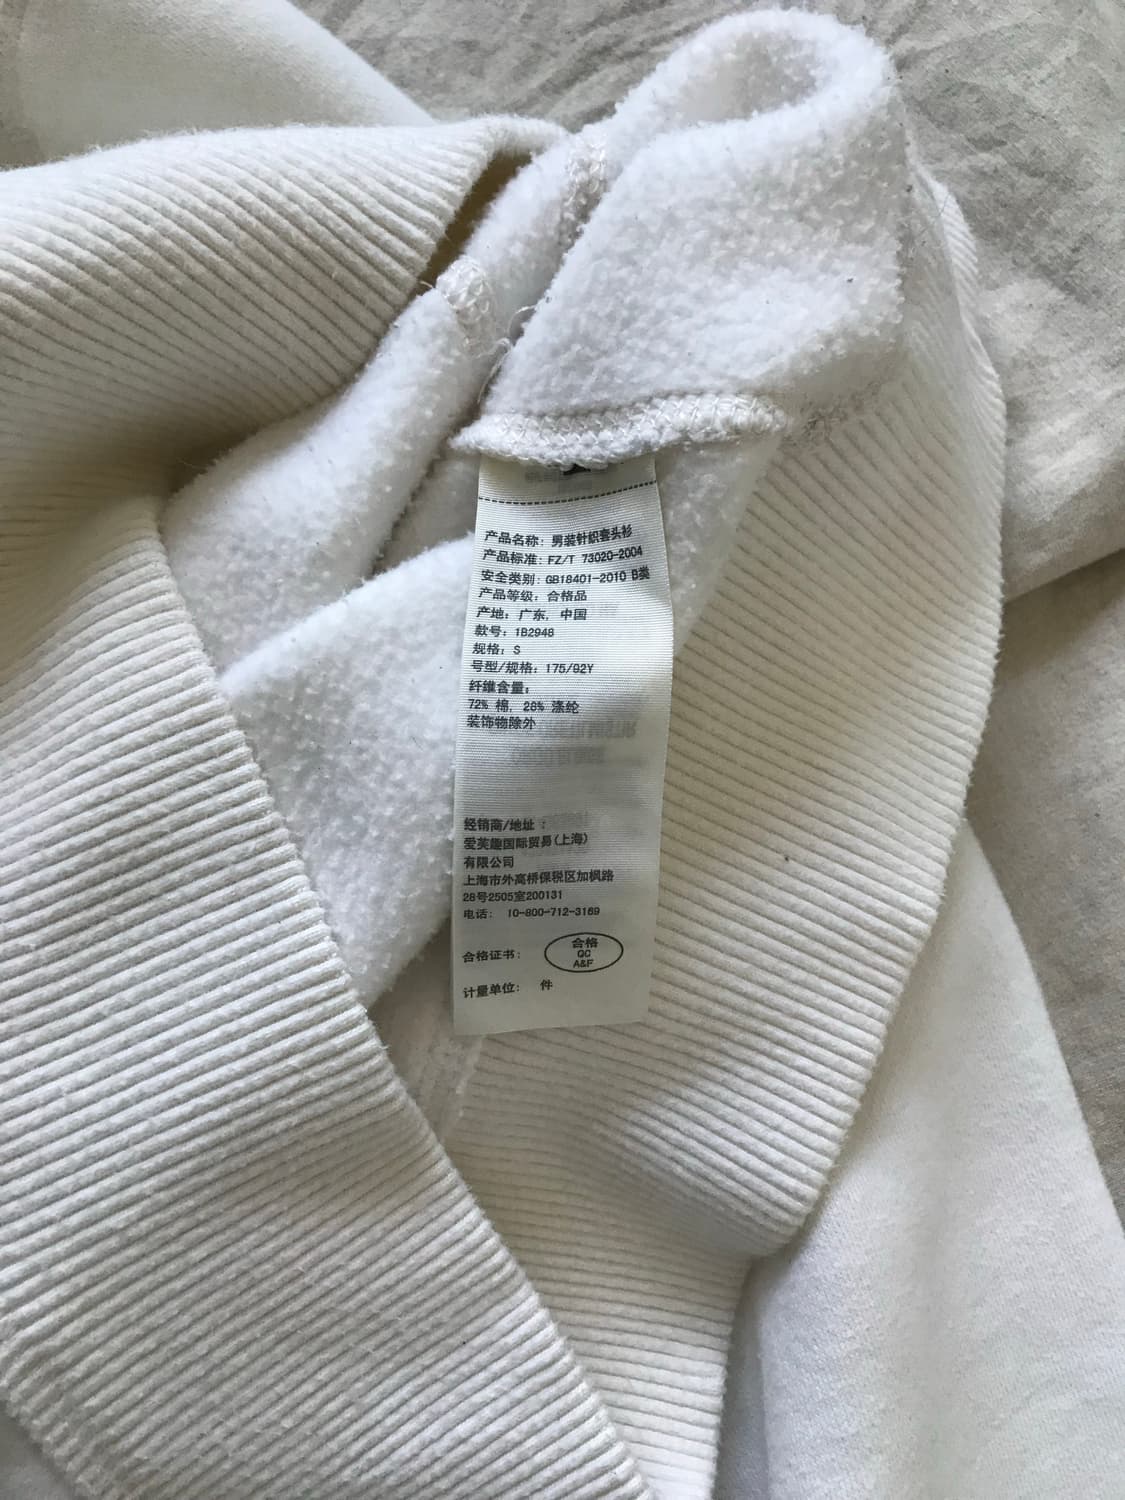 产品名称: 男装针织套头衫
产品标准: FZ/T 73020-2004
安全类别: GB18401-2010 B类
产品等级: 合格品
产地: 广东, 中国
款号: 1B2948
规格: S
号型/规格: 175/92Y
纤维含量:
72% 棉, 28% 涤纶
装饰物除外
经销商/地址 :
爱芙趣国际贸易(上海)
有限公司
上海市外高桥保税区加枫路
28号2505室200131
电话: 10-800-712-3169
合格证书:
合格
QC
A&F
计量单位: 件